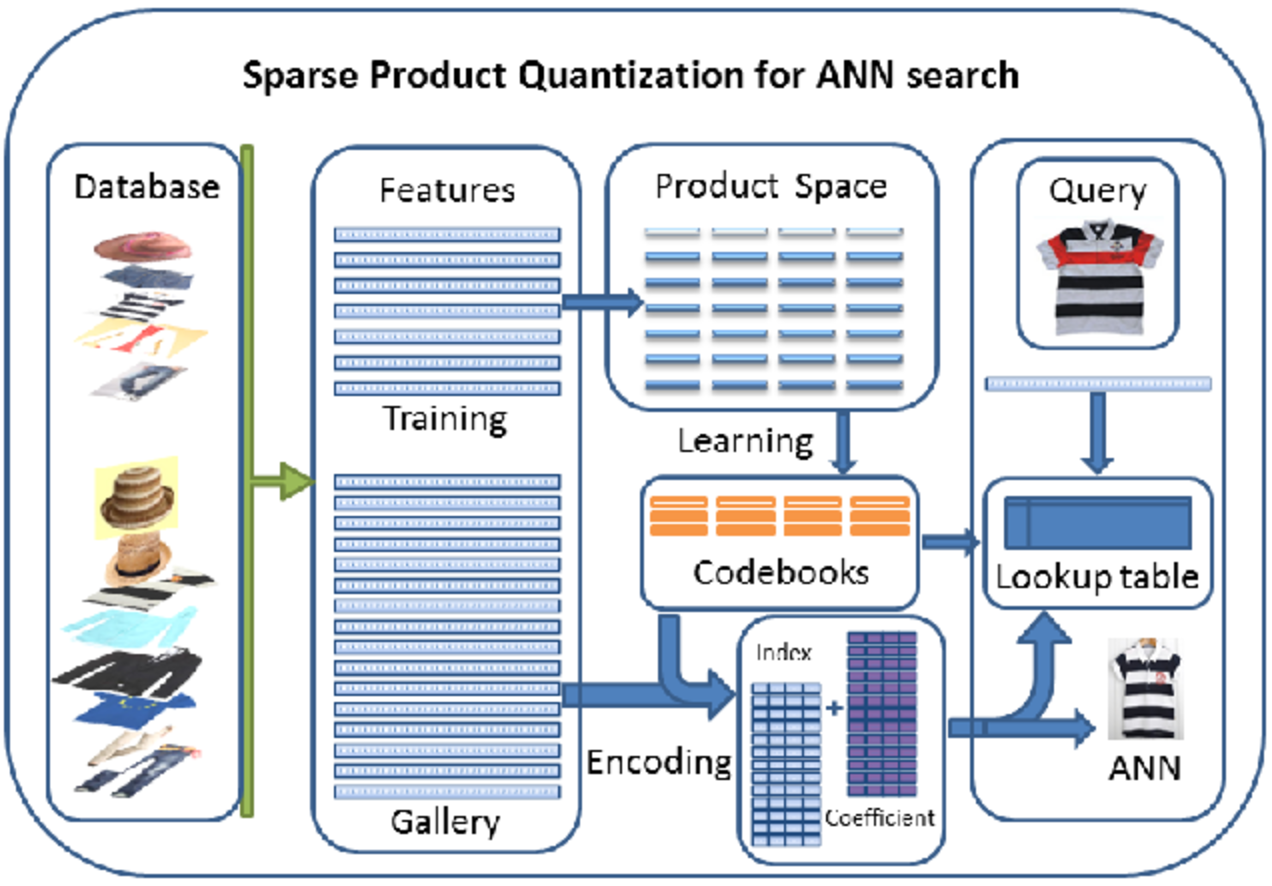 Sparse Product Quantization for ANN search
Database
Features
Training
Gallery
Product Space
Learning
Codebooks
Encoding
Index
+
Coefficient
Query
Lookup table
ANN